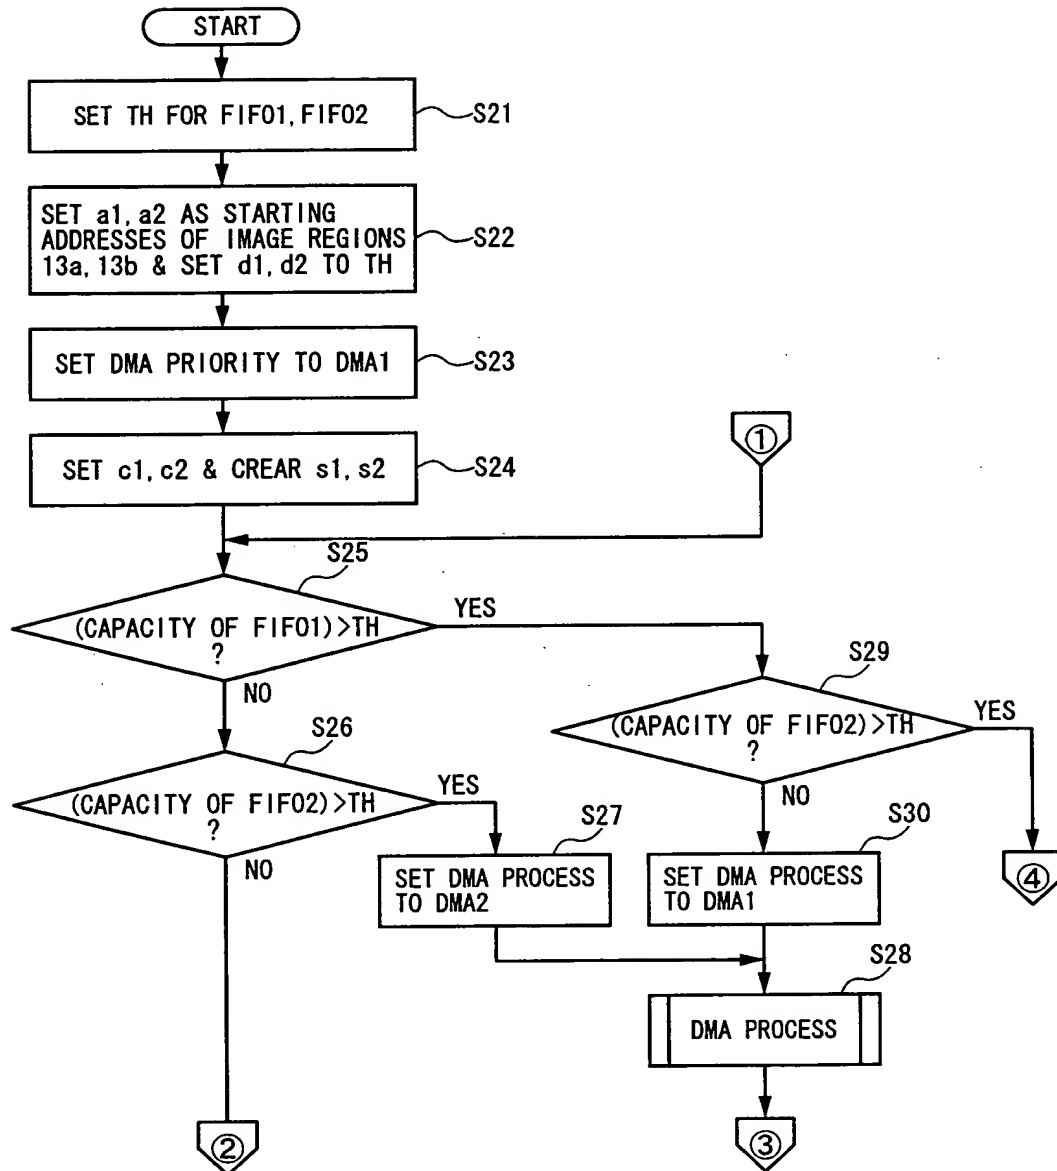 START
SET TH FOR FIFO1, FIFO2
S21
SET a1, a2 AS STARTING
ADDRESSES OF IMAGE REGIONS
13a, 13b & SET d1, d2 TO TH
S22
SET DMA PRIORITY TO DMA1
S23
①
SET c1, c2 & CREAR s1, s2
S24
S25
(CAPACITY OF FIFO1)>TH
?
YES
NO
S29
(CAPACITY OF FIFO2)>TH
?
YES
NO
S26
(CAPACITY OF FIFO2)>TH
?
YES
NO
S27
SET DMA PROCESS
TO DMA2
S30
SET DMA PROCESS
TO DMA1
④
S28
DMA PROCESS
②
③